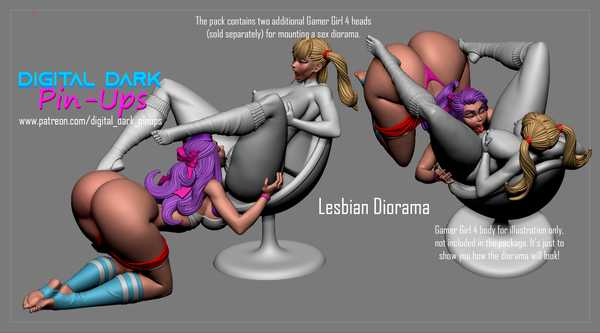 The pack contains two additional Gamer Girl 4 heads
(sold separately) for mounting a sex diorama.
DIGITAL DARK
Pin-Ups
www.patreon.com/digital_dark_pinups
Lesbian Diorama
Gamer Girl 4 body for illustration only,
not included in the package. It's just to
show you how the diorama will look!